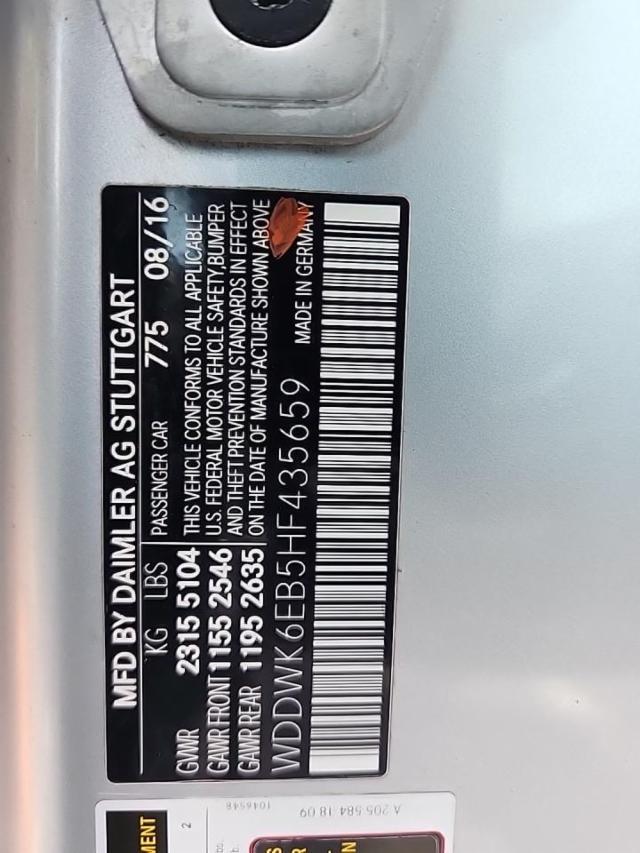 MFD BY DAIMLER AG STUTTGART
KG LBS PASSENGER CAR 775 08/16
GVWR 2315 5104
GAWR FRONT 1155 2546
GAWR REAR 1195 2635
THIS VEHICLE CONFORMS TO ALL APPLICABLE
U.S. FEDERAL MOTOR VEHICLE SAFETY, BUMPER
AND THEFT PREVENTION STANDARDS IN EFFECT
ON THE DATE OF MANUFACTURE SHOWN ABOVE
WDDWK6EB5HF435659 MADE IN GERMANY
A 205 584 18 09
1046548
2